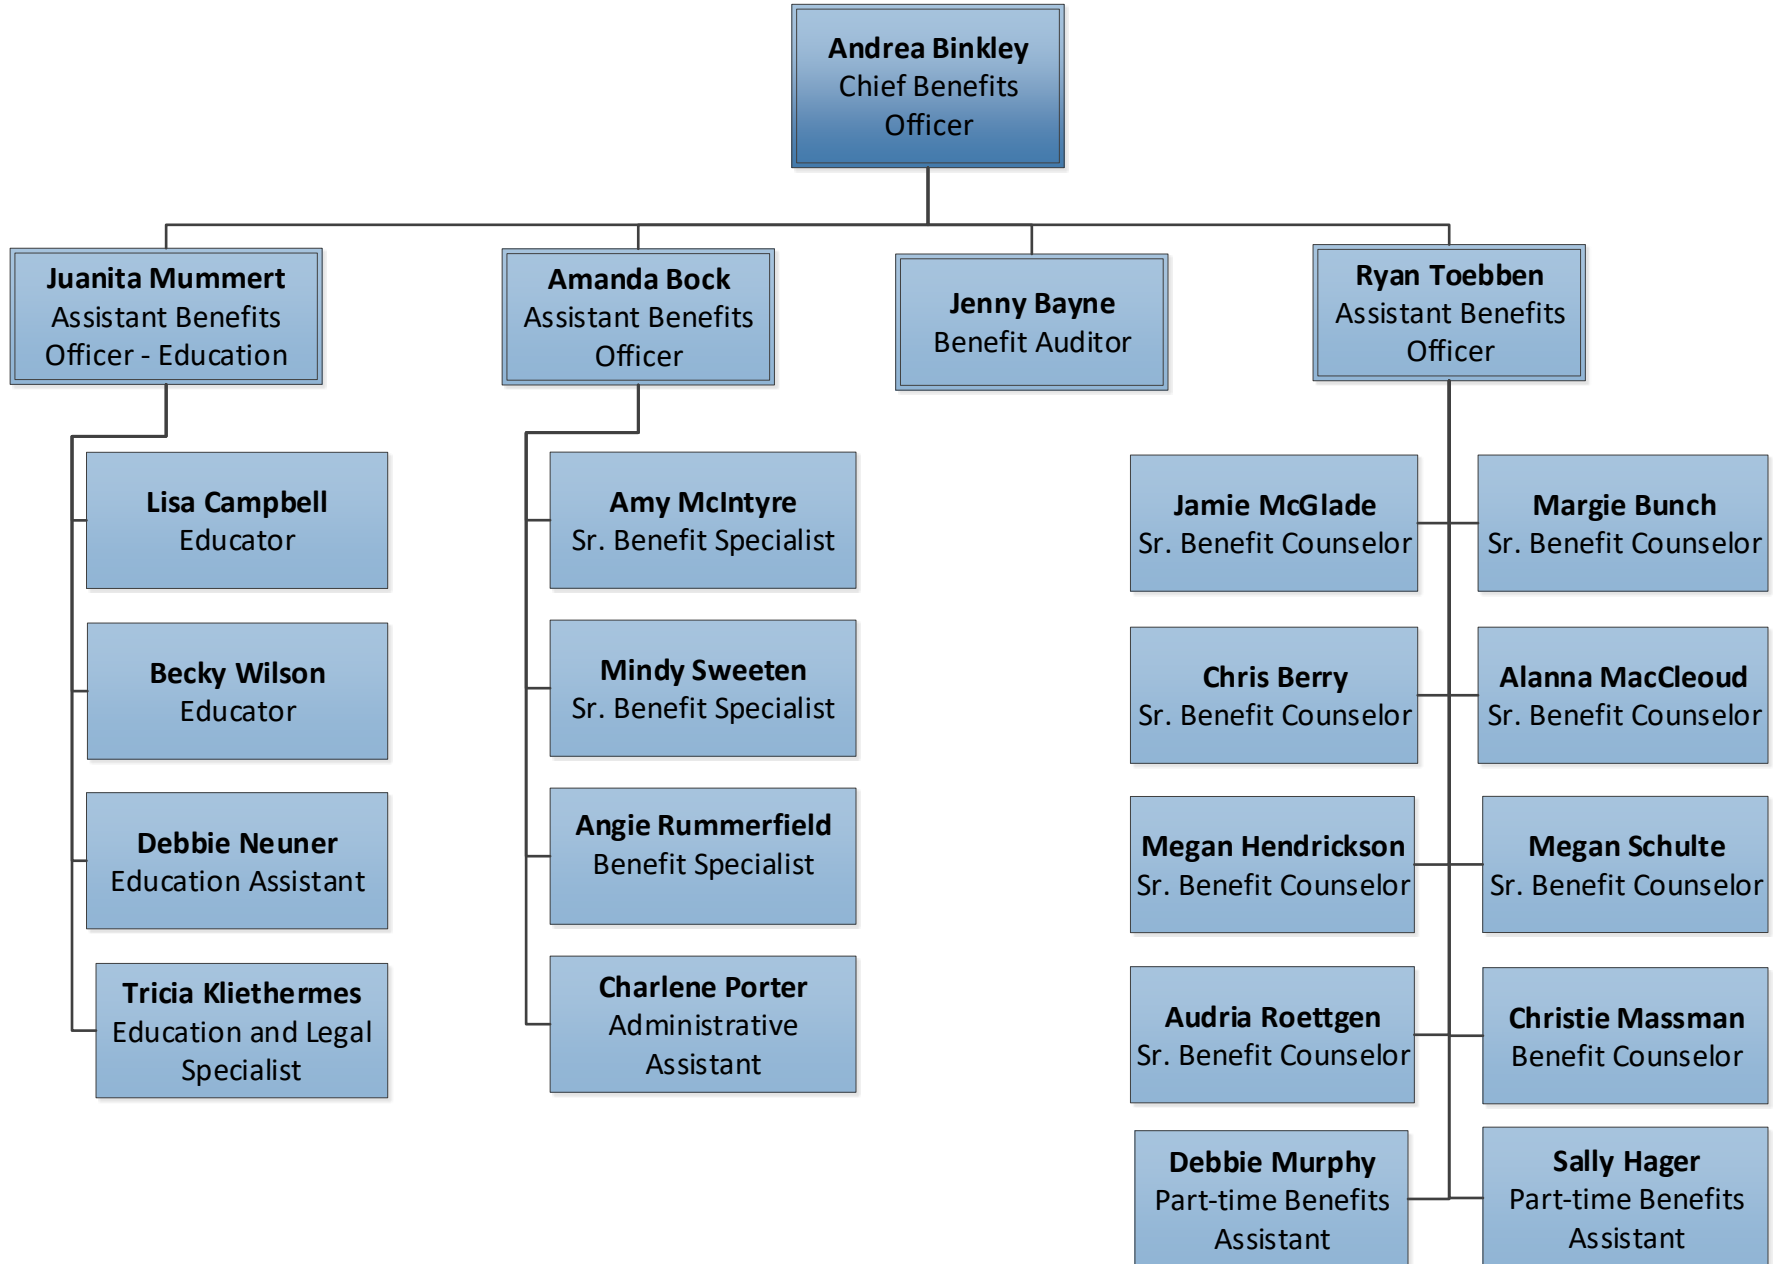 Andrea Binkley
Chief Benefits
Officer
Juanita Mummert
Assistant Benefits
Officer - Education
Amanda Bock
Assistant Benefits
Officer
Jenny Bayne
Benefit Auditor
Ryan Toebben
Assistant Benefits
Officer
Lisa Campbell
Educator
Becky Wilson
Educator
Debbie Neuner
Education Assistant
Tricia Kliethermes
Education and Legal
Specialist
Amy McIntyre
Sr. Benefit Specialist
Mindy Sweeten
Sr. Benefit Specialist
Angie Rummerfield
Benefit Specialist
Charlene Porter
Administrative
Assistant
Jamie McGlade
Sr. Benefit Counselor
Margie Bunch
Sr. Benefit Counselor
Chris Berry
Sr. Benefit Counselor
Alanna MacCleoud
Sr. Benefit Counselor
Megan Hendrickson
Sr. Benefit Counselor
Megan Schulte
Sr. Benefit Counselor
Audria Roettgen
Sr. Benefit Counselor
Christie Massman
Benefit Counselor
Debbie Murphy
Part-time Benefits
Assistant
Sally Hager
Part-time Benefits
Assistant